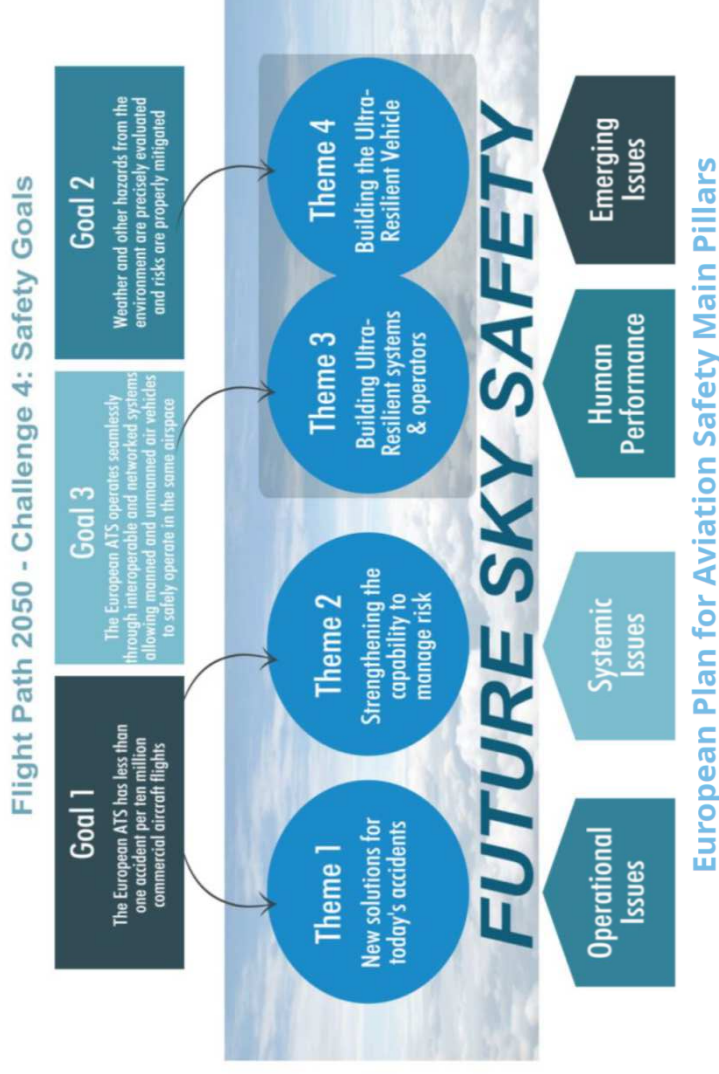 Flight Path 2050 - Challenge 4: Safety Goals
Goal 1
The European ATS has less than
one accident per ten million
commercial aircraft flights
Goal 3
The European ATS operates seamlessly
through interoperable and networked systems
allowing manned and unmanned air vehicles
to safely operate in the same airspace
Goal 2
Weather and other hazards from the
environment are precisely evaluated
and risks are properly mitigated
Theme 1
New solutions for
today's accidents
Theme 2
Strengthening the
capability to
manage risk
Theme 3
Building Ultra-
Resilient systems
& operators
Theme 4
Building the Ultra-
Resilient Vehicle
FUTURE SKY SAFETY
Operational
Issues
Systemic
Issues
Human
Performance
Emerging
Issues
European Plan for Aviation Safety Main Pillars